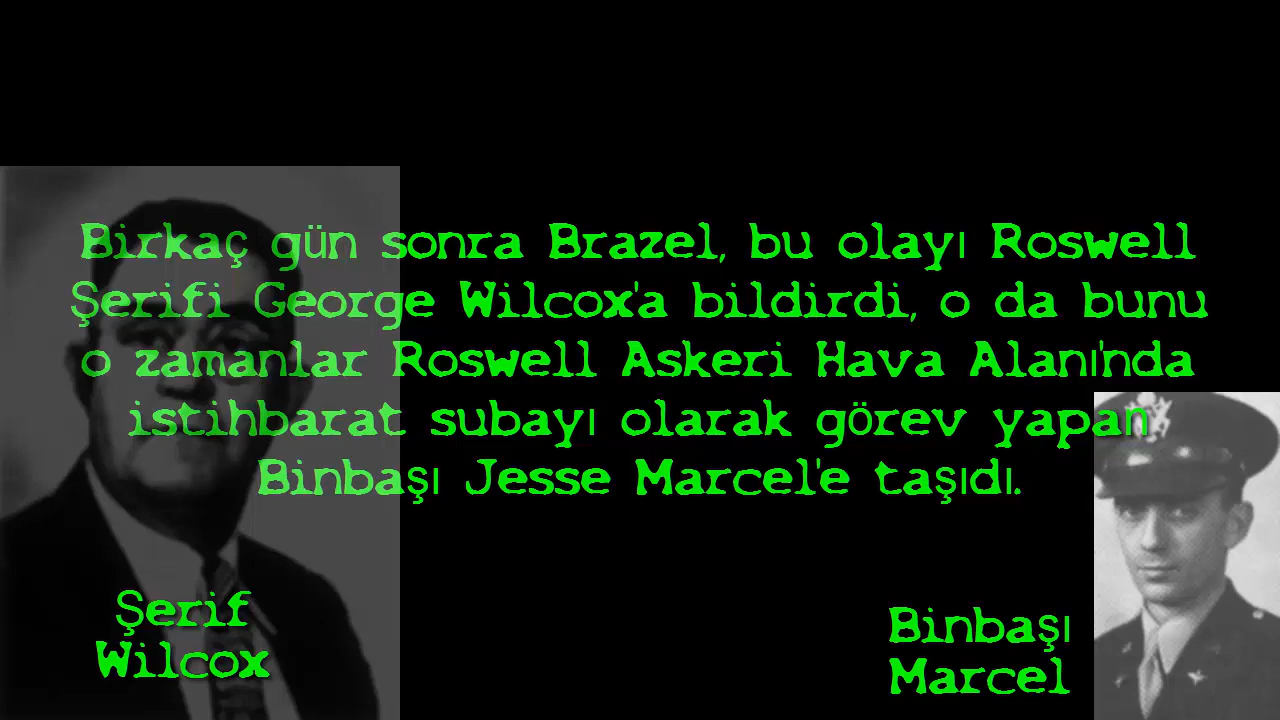 Birkaç gün sonra Brazel, bu olayı Roswell
Şerifi George Wilcox'a bildirdi, o da bunu
o zamanlar Roswell Askeri Hava Alanı'nda
istihbarat subayı olarak görev yapan
Binbaşı Jesse Marcel'e taşıdı.
Şerif
Wilcox
Binbaşı
Marcel